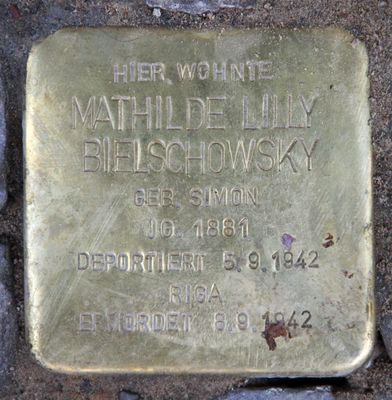 HIER WOHNTE
MATHILDE LILLY
BIELSCHOWSKY
GEB. SIMON
JG. 1881
DEPORTIERT 5.9.1942
RIGA
ERMORDET 8.9.1942